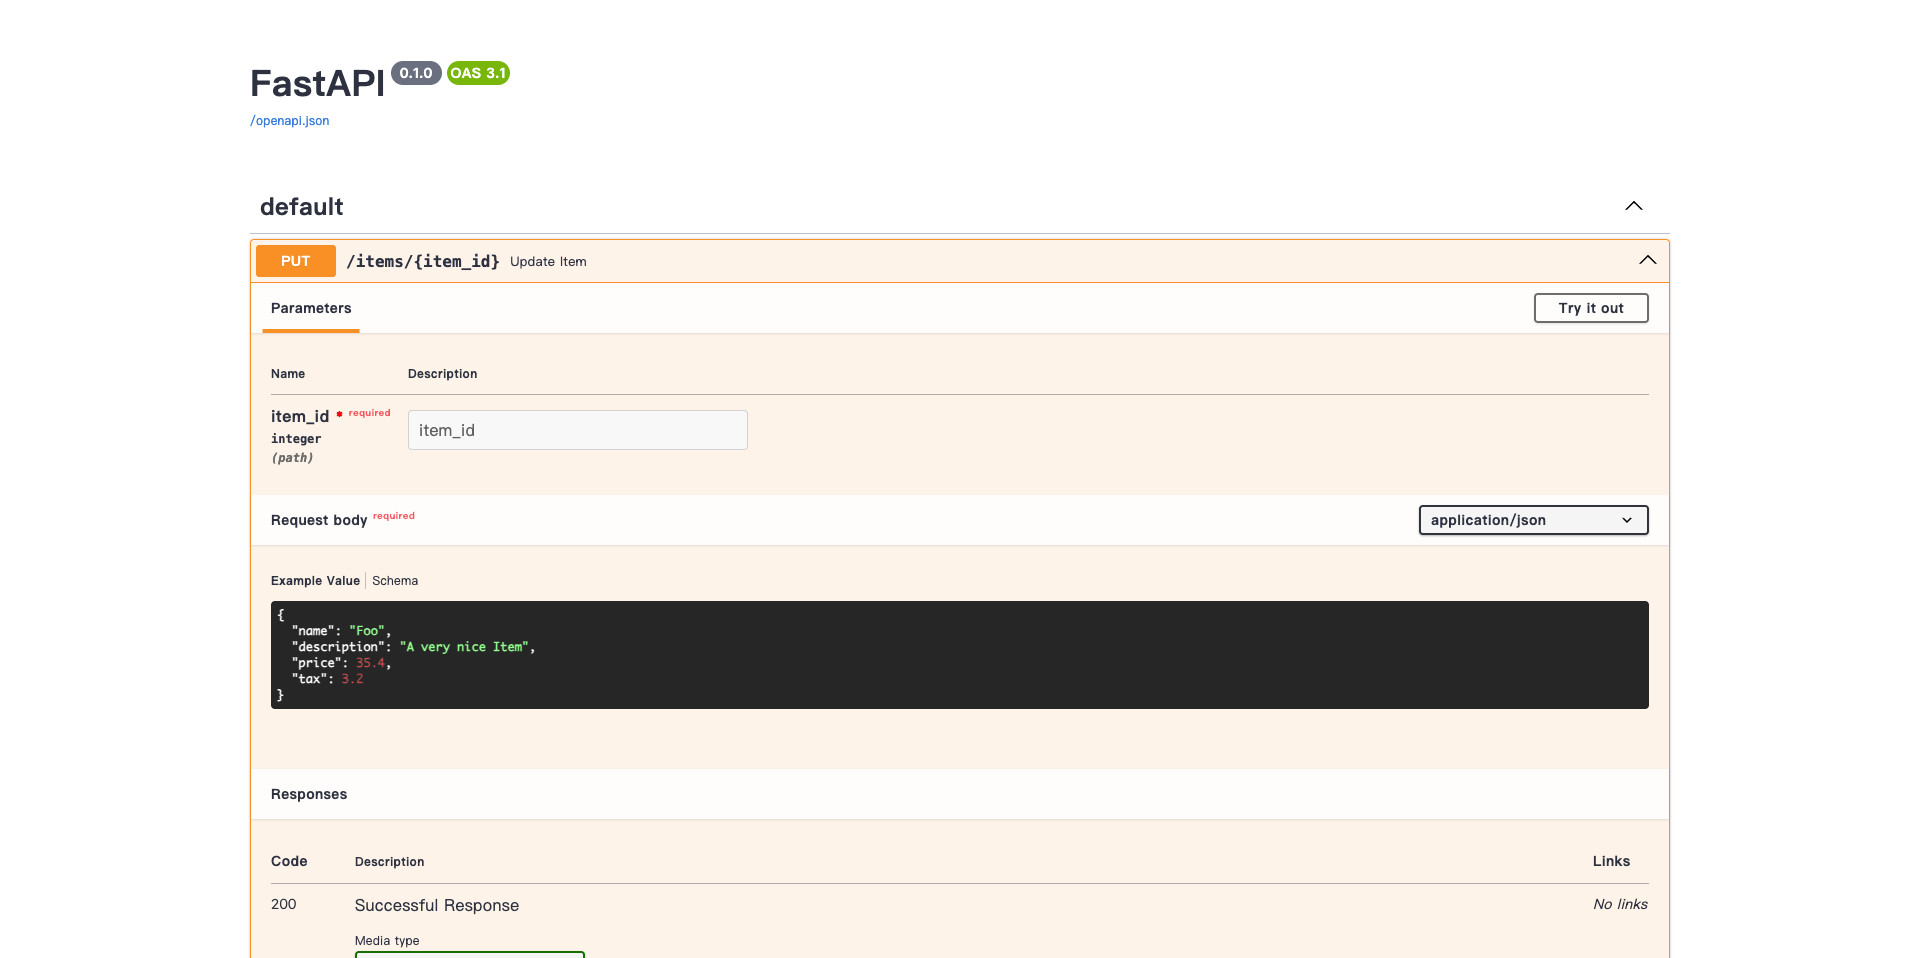 FastAPI 0.1.0 OAS 3.1
/openapi.json
default
PUT /items/{item_id} Update Item
Parameters Try it out
Name Description
item_id * required item_id
integer
(path)
Request body required application/json
Example Value Schema
{
  "name": "Foo",
  "description": "A very nice Item",
  "price": 35.4,
  "tax": 3.2
}
Responses
Code Description Links
200 Successful Response No links
Media type